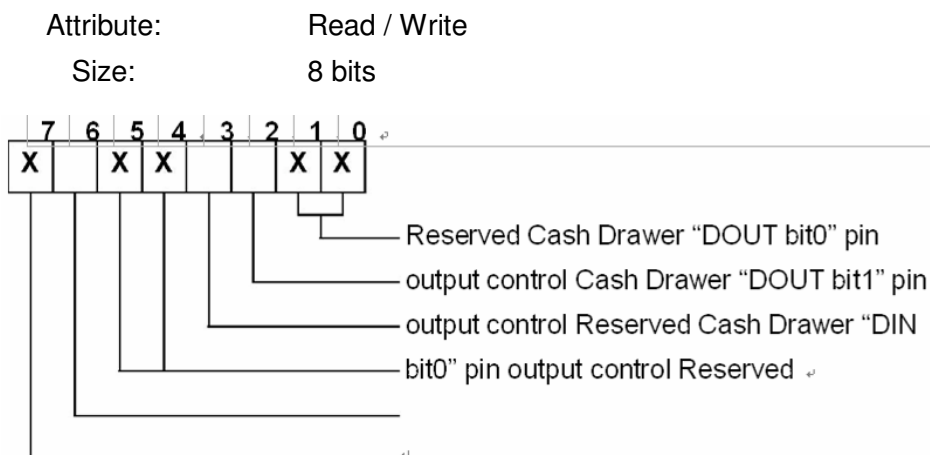 Attribute: Read / Write
Size: 8 bits
7 6 5 4 3 2 1 0
X X X X X
Reserved Cash Drawer “DOUT bit0” pin
output control Cash Drawer “DOUT bit1” pin
output control Reserved Cash Drawer “DIN
bit0” pin output control Reserved